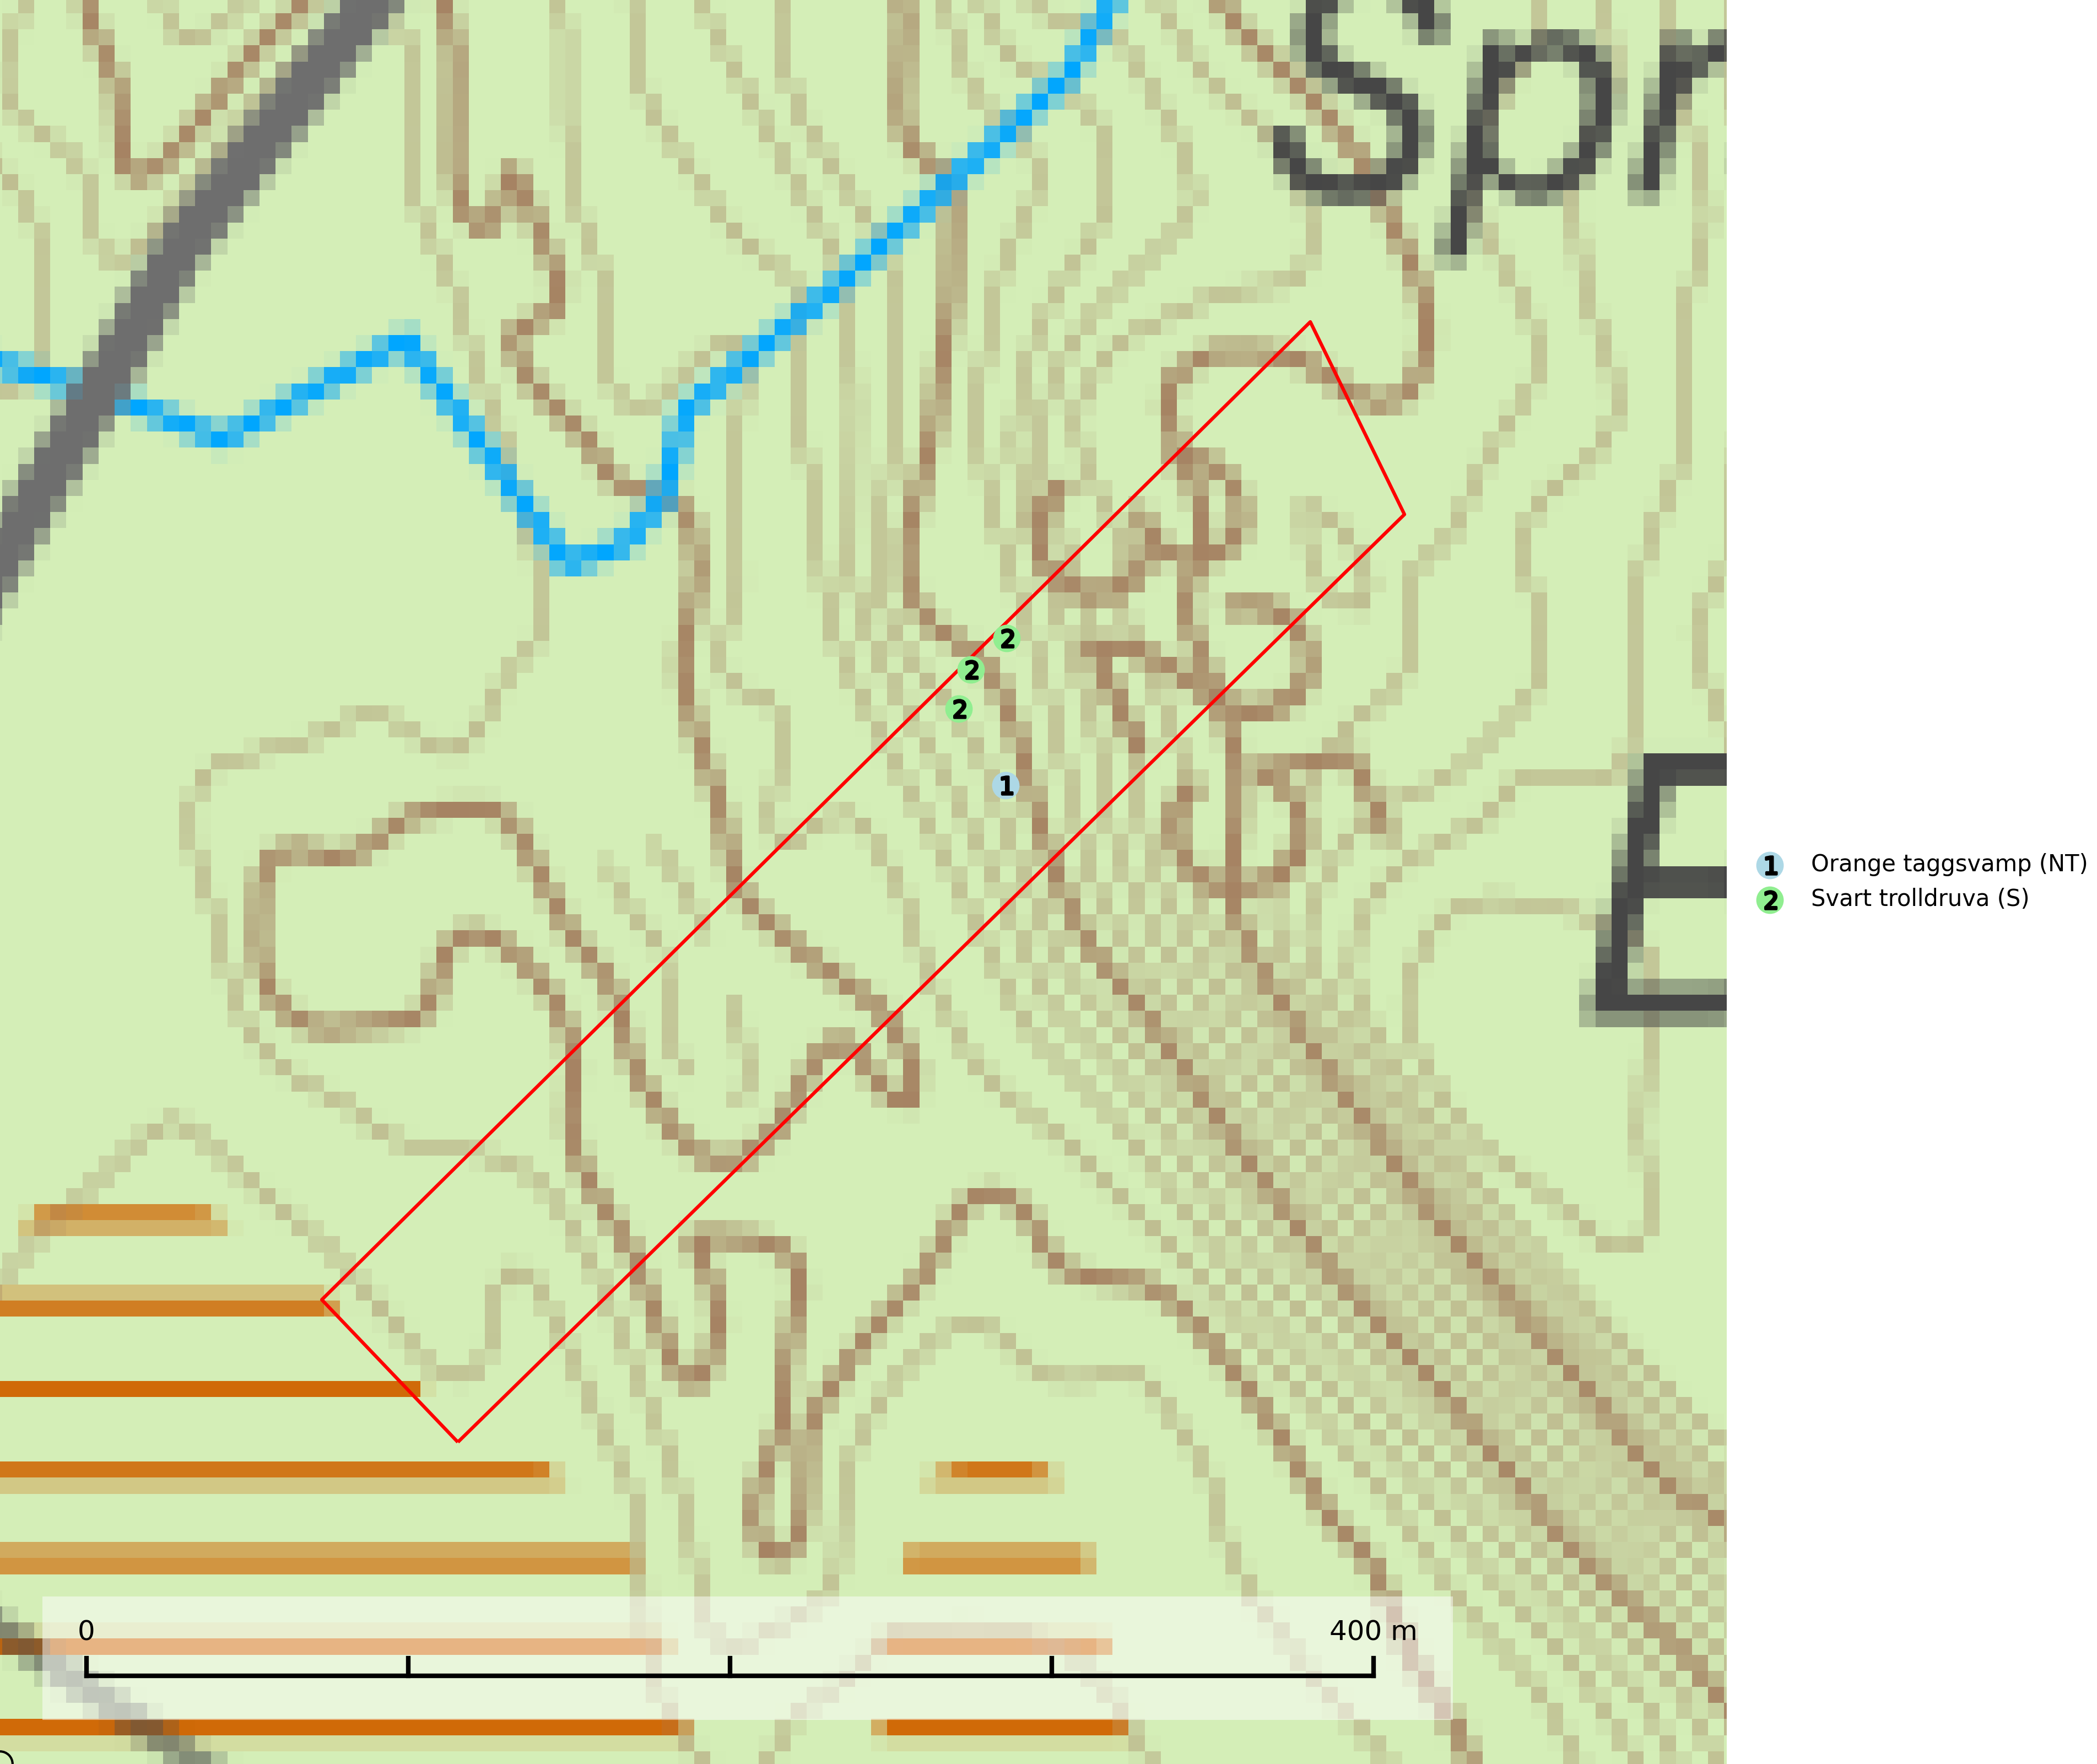 Spr
2
2
2
1
E
1 Orange taggsvamp (NT)
2 Svart trolldruva (S)
0 400 m